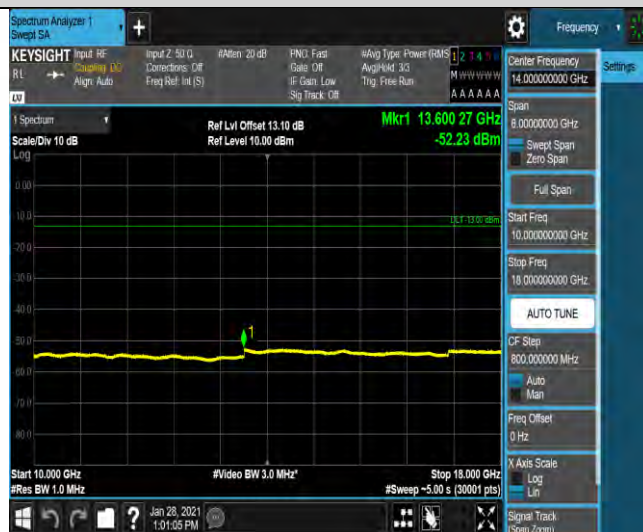 Spectrum Analyzer 1
Swept SA
Frequency
KEYSIGHT
RL
Input: RF
Coupling: DC
Align: Auto
Input Z: 50 Ω
Corrections: Off
Freq Ref: Int (S)
#Atten: 20 dB
PNO: Fast
Gate: Off
IF Gain: Low
Sig Track: Off
#Avg Type: Power (RMS
Avg|Hold: 3/3
Trig: Free Run
1 2 3 4 5 6
M W W W W W
A A A A A A
LXI
1 Spectrum
Scale/Div 10 dB
Log
Ref Lvl Offset 13.10 dB
Ref Level 10.00 dBm
Mkr1 13.600 27 GHz
-52.23 dBm
0.00
-10.0
-20.0
-30.0
-40.0
-50.0
-60.0
-70.0
-80.0
DL1 -13.00 dBm
1
Start 10.000 GHz
#Res BW 1.0 MHz
#Video BW 3.0 MHz*
Stop 18.000 GHz
#Sweep ~5.00 s (30001 pts)
Jan 28, 2021
1:01:05 PM
Center Frequency
14.000000000 GHz
Settings
Span
8.00000000 GHz
Swept Span
Zero Span
Full Span
Start Freq
10.000000000 GHz
Stop Freq
18.000000000 GHz
AUTO TUNE
CF Step
800.000000 MHz
Auto
Man
Freq Offset
0 Hz
X Axis Scale
Log
Lin
Signal Track
(Span Zoom)